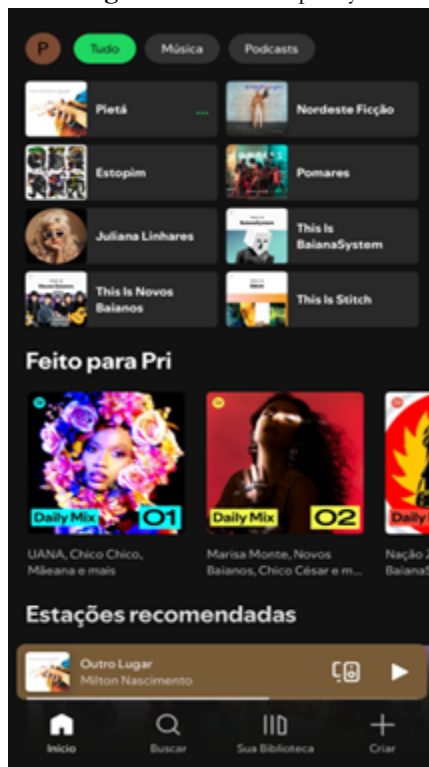 P Tudo Música Podcasts
Pietá
Nordeste Ficção
Estopim
Pomares
Juliana Linhares
This Is
BaianaSystem
This Is Novos
Baianos
This Is Stitch
Feito para Pri
Daily Mix 01
Daily Mix 02
Daily
UANA, Chico Chico,
Mãeana e mais
Marisa Monte, Novos
Baianos, Chico César e m...
Nação Z
BaianaS
Estações recomendadas
Outro Lugar
Milton Nascimento
Início Buscar Sua Biblioteca Criar